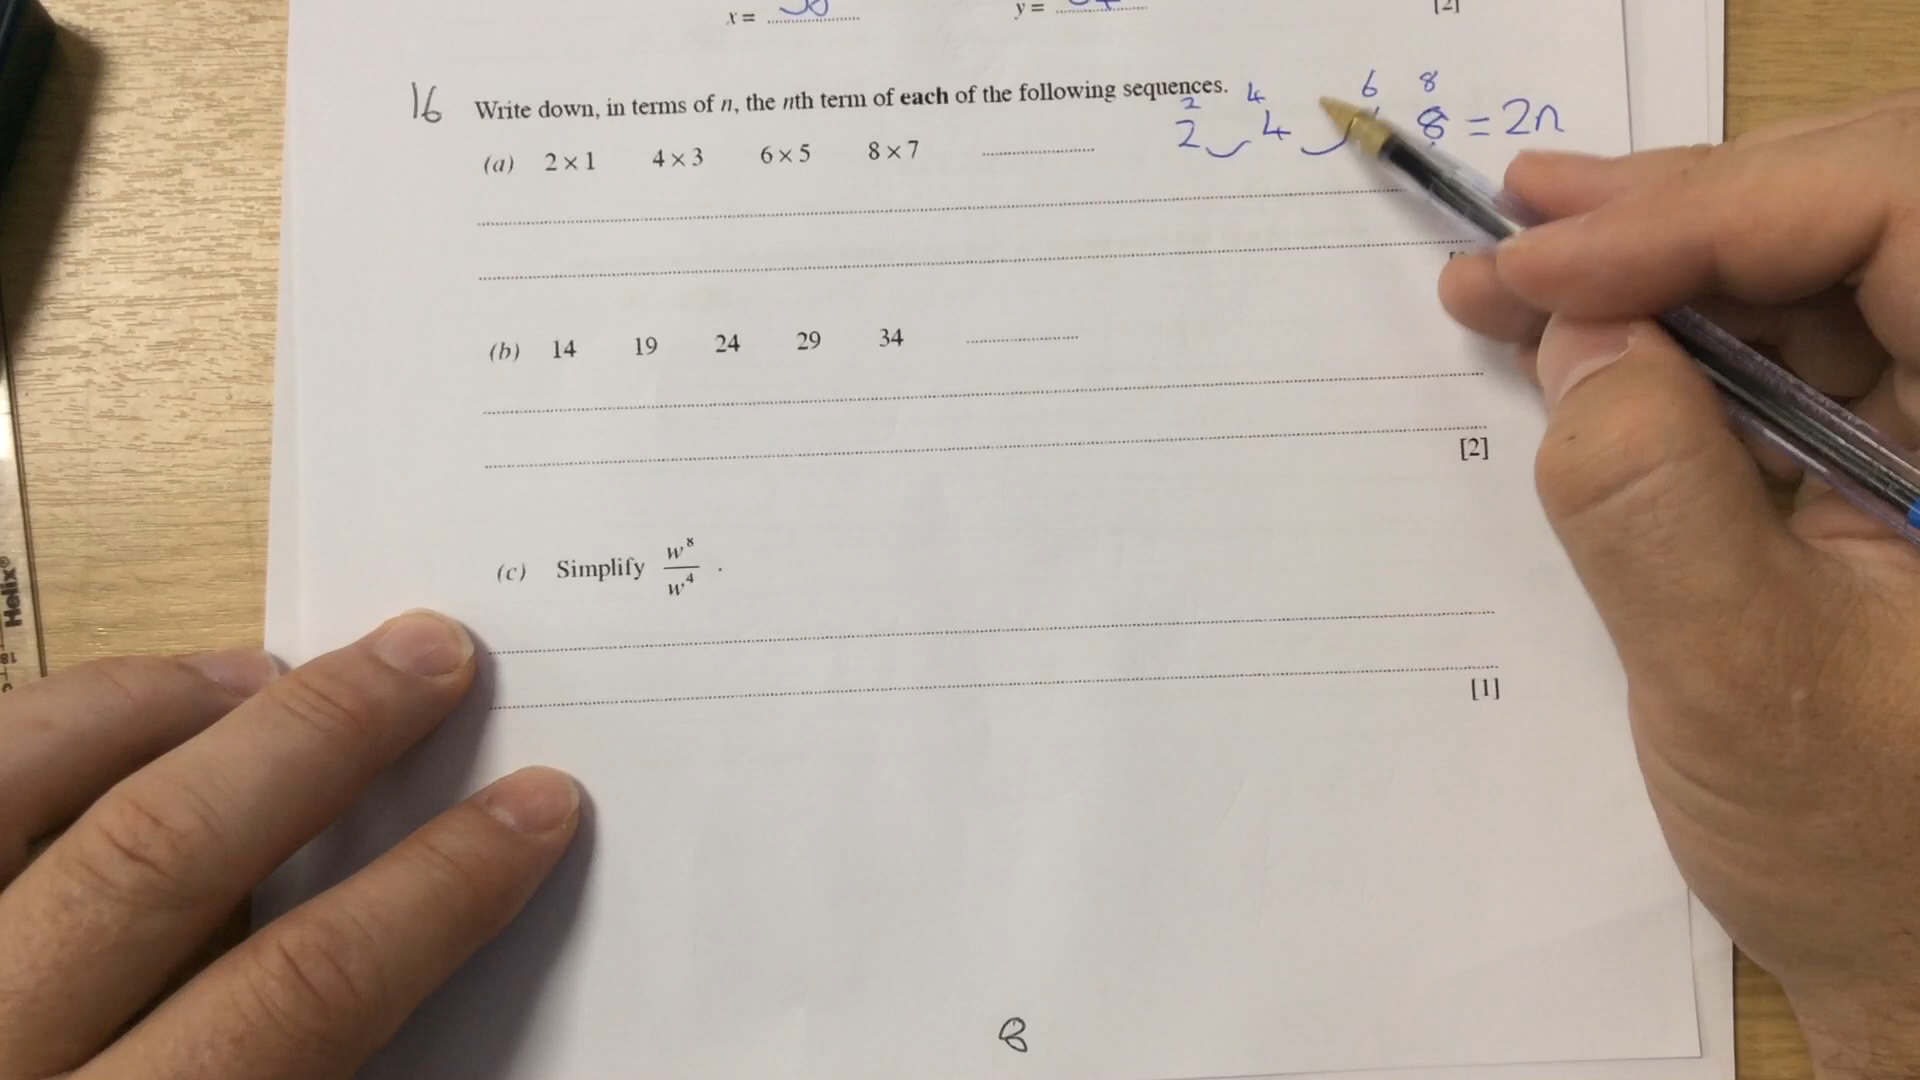 x = ............ y = ............ [2]
16 Write down, in terms of n, the nth term of each of the following sequences.
2 4 6 8
2 4 8 = 2n
(a) 2 × 1 4 × 3 6 × 5 8 × 7 ............
(b) 14 19 24 29 34 ............
[2]
(c) Simplify w⁸/w⁴ .
[1]
8
Helix®
18